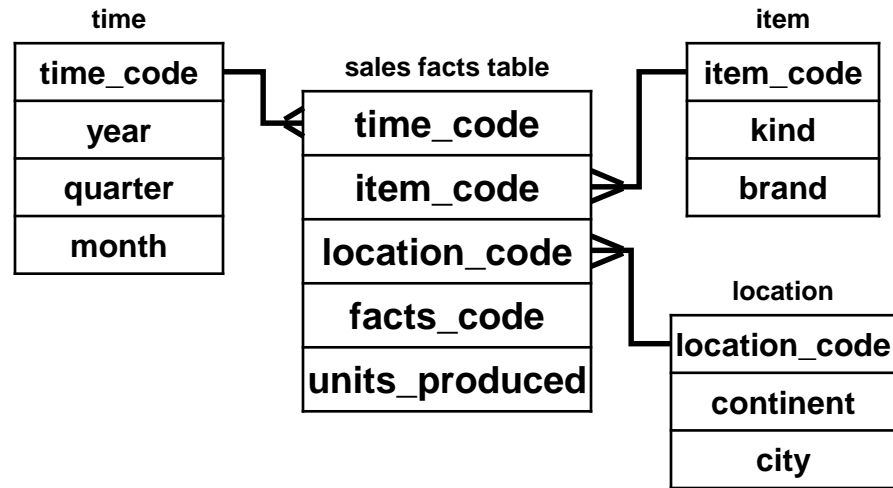 time
time_code
year
quarter
month
sales facts table
time_code
item_code
location_code
facts_code
units_produced
item
item_code
kind
brand
location
location_code
continent
city